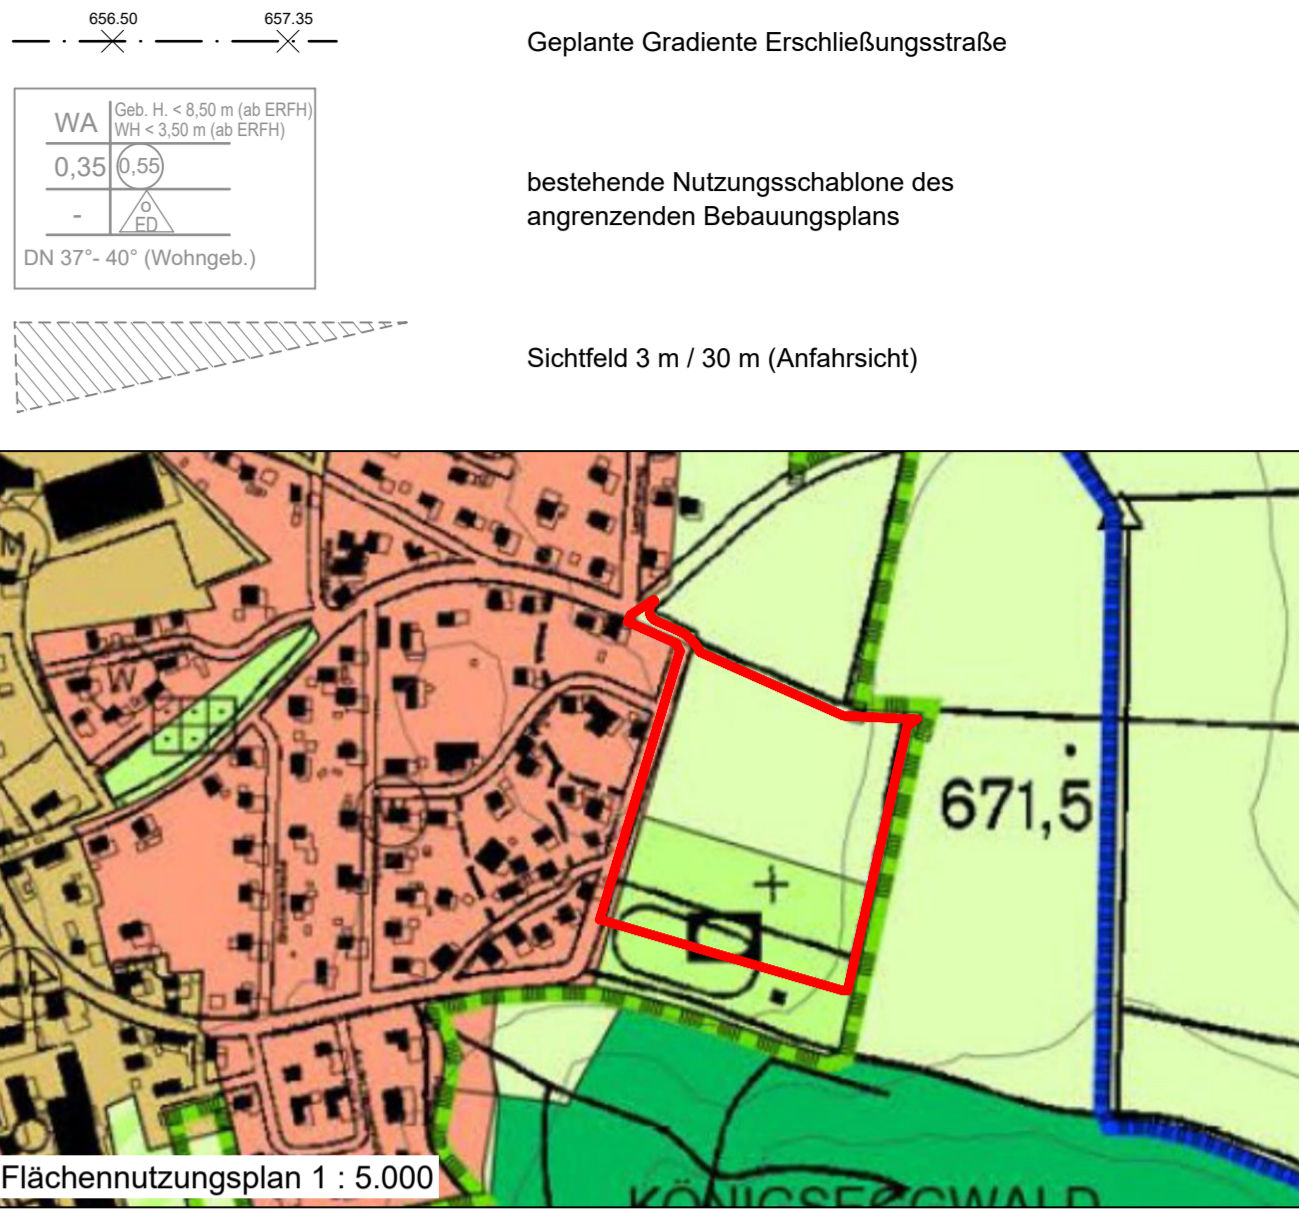 656.50 657.35
Geplante Gradiente Erschließungsstraße
WA Geb. H. < 8,50 m (ab ERFH)
WH < 3,50 m (ab ERFH)
0,35 0,55
- o
ED
DN 37°- 40° (Wohngeb.)
bestehende Nutzungsschablone des
angrenzenden Bebauungsplans
Sichtfeld 3 m / 30 m (Anfahrsicht)
M
W
671,5
Flächennutzungsplan 1 : 5.000
KÖNIGSEGGWALD